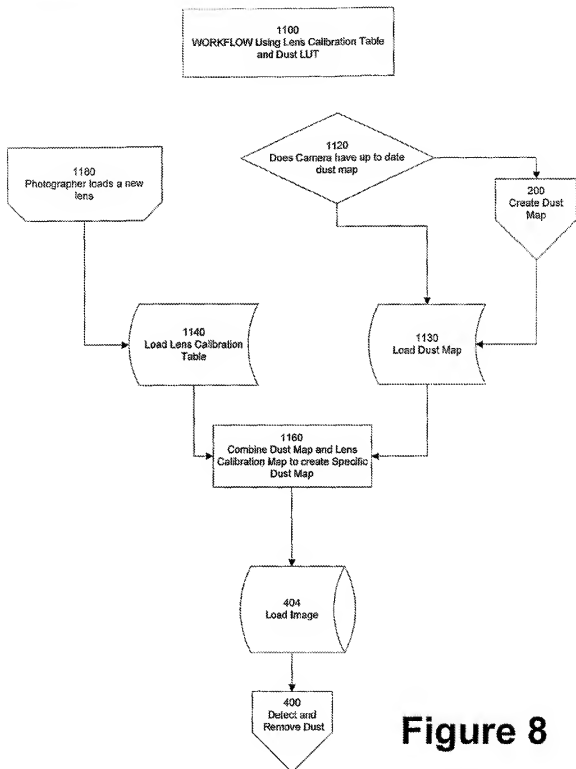 1100
WORKFLOW Using Lens Calibration Table
and Dust LUT
1120
Does Camera have up to date
dust map
1180
Photographer loads a new
lens
200
Create Dust
Map
1140
Load Lens Calibration
Table
1130
Load Dust Map
1160
Combine Dust Map and Lens
Calibration Map to create Specific
Dust Map
404
Load Image
400
Detect and
Remove Dust
Figure 8